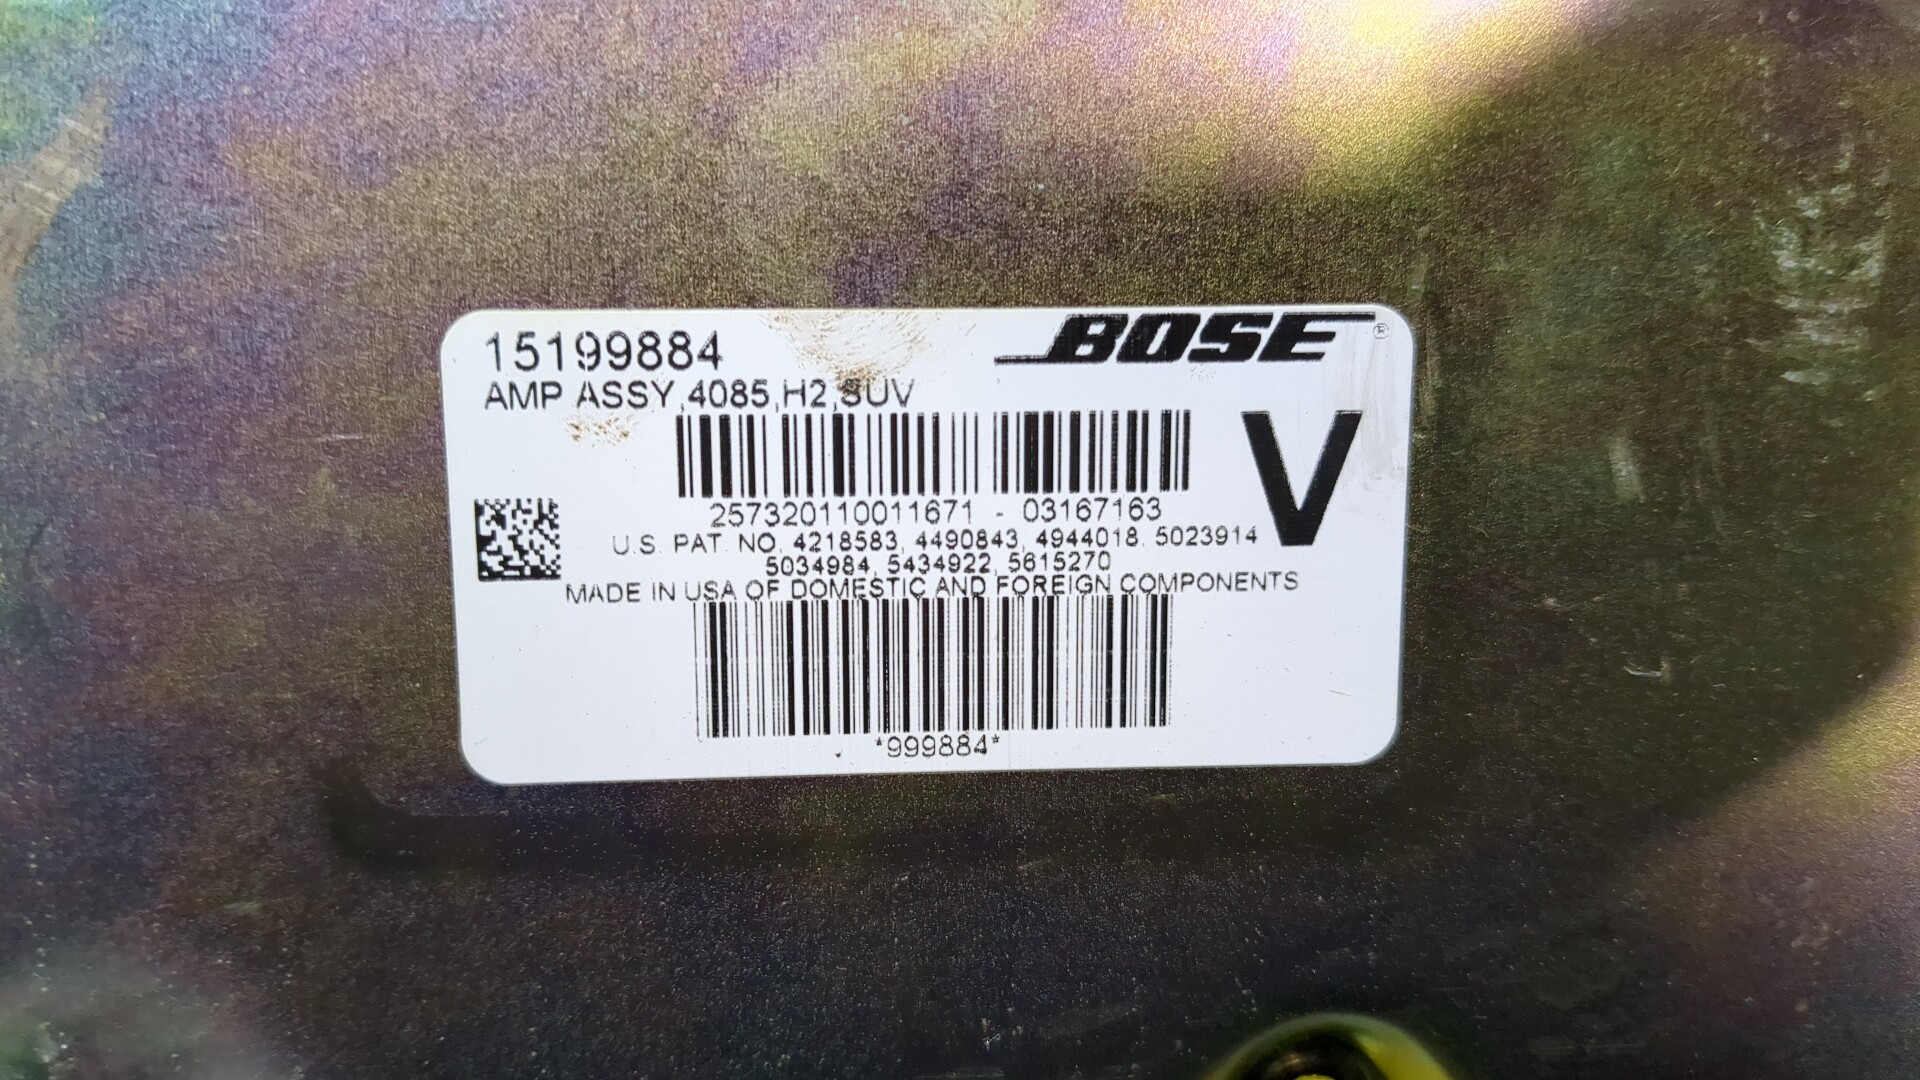 15199884 BOSE®
AMP ASSY,4085,H2,SUV
V
257320110011671 - 03167163
U.S. PAT. NO. 4218583, 4490843, 4944018. 5023914
5034984, 5434922, 5615270
MADE IN USA OF DOMESTIC AND FOREIGN COMPONENTS
*999884*